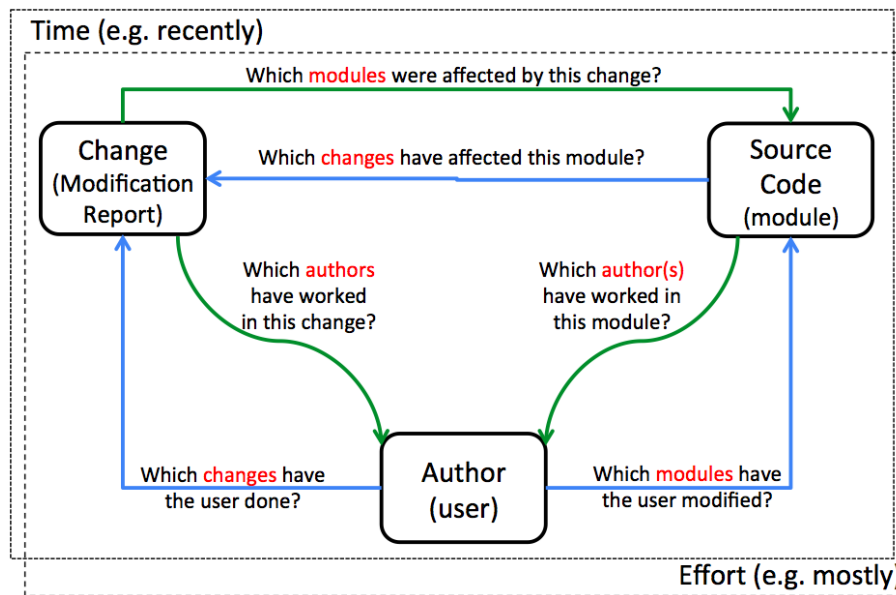 Time (e.g. recently)
Which modules were affected by this change?
Change
(Modification
Report)
Which changes have affected this module?
Source
Code
(module)
Which authors
have worked
in this change?
Which author(s)
have worked in
this module?
Which changes have
the user done?
Author
(user)
Which modules have
the user modified?
Effort (e.g. mostly)